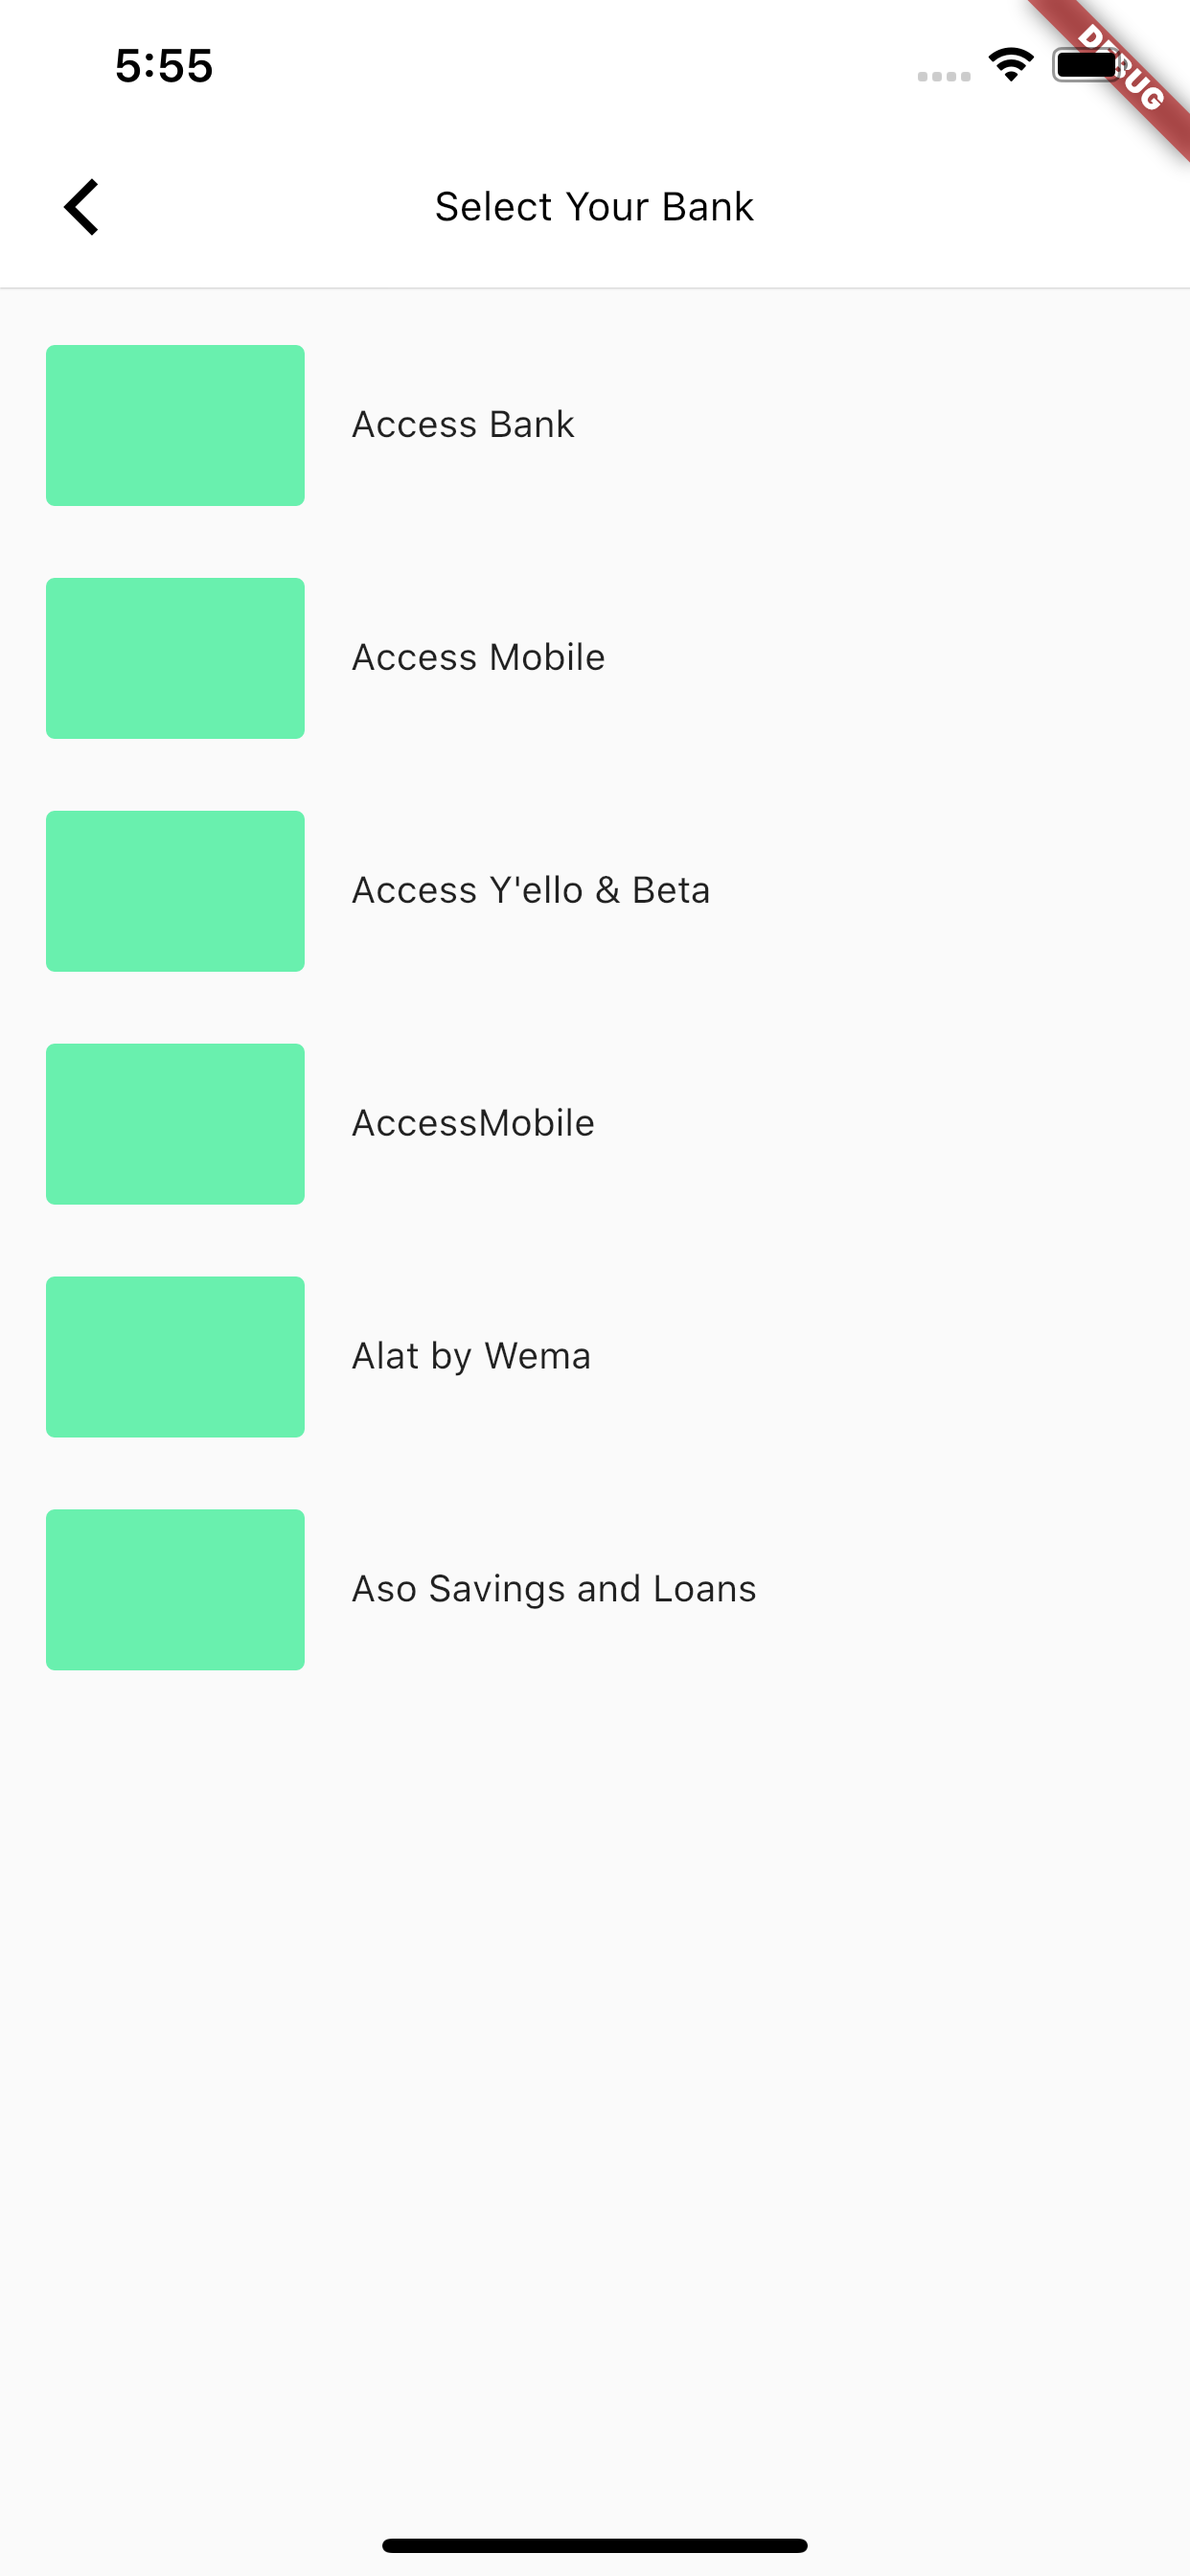 5:55
DEBUG
Select Your Bank
Access Bank
Access Mobile
Access Y'ello & Beta
AccessMobile
Alat by Wema
Aso Savings and Loans